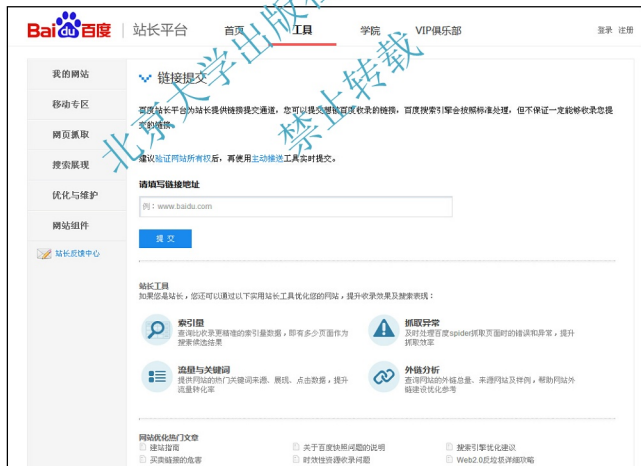 Bai du 百度 站长平台 首页 工具 学院 VIP俱乐部 登录 注册
北京大学出版社
禁止转载
我的网站
移动专区
网页抓取
搜索展现
优化与维护
网站组件
站长反馈中心
链接提交
百度站长平台为站长提供链接提交通道，您可以提交想被百度收录的链接，百度搜索引擎会按照标准处理，但不保证一定能够收录您提
交的链接。
建议验证网站所有权后，再使用主动推送工具实时提交。
请填写链接地址
例：www.baidu.com
提 交
站长工具
如果您是站长，您还可以通过以下实用站长工具优化您的网站，提升收录效果及搜索表现：
索引量
查询比收录更精准的索引量数据，即有多少页面作为
搜索候选结果
抓取异常
及时处理百度spider抓取页面时的错误和异常，提升
抓取效率
流量与关键词
提供网站的热门关键词来源、展现、点击数据，提升
流量转化率
外链分析
查询网站的外链总量、来源网站及样例，帮助网站外
链建设优化参考
网站优化热门文章
建站指南 关于百度快照问题的说明 搜索引擎优化建议
买卖链接的危害 时效性资源收录问题 Web2.0反垃圾详细攻略